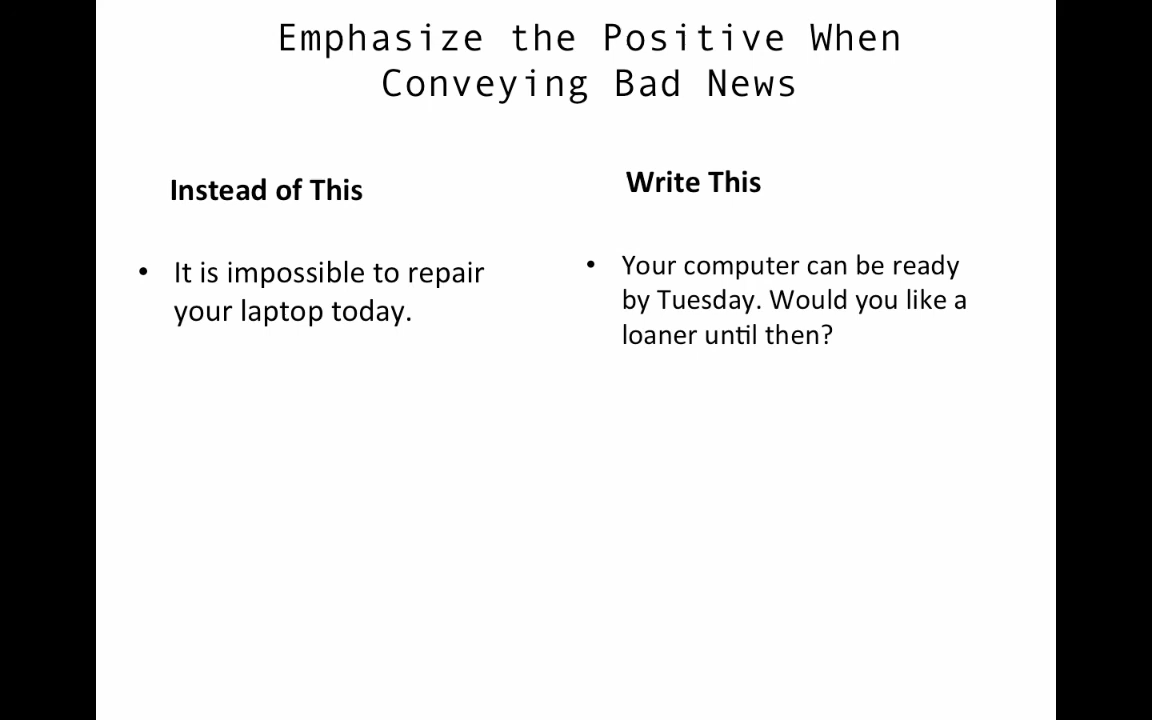 Emphasize the Positive When
Conveying Bad News
Instead of This
• It is impossible to repair
your laptop today.
Write This
• Your computer can be ready
by Tuesday. Would you like a
loaner until then?